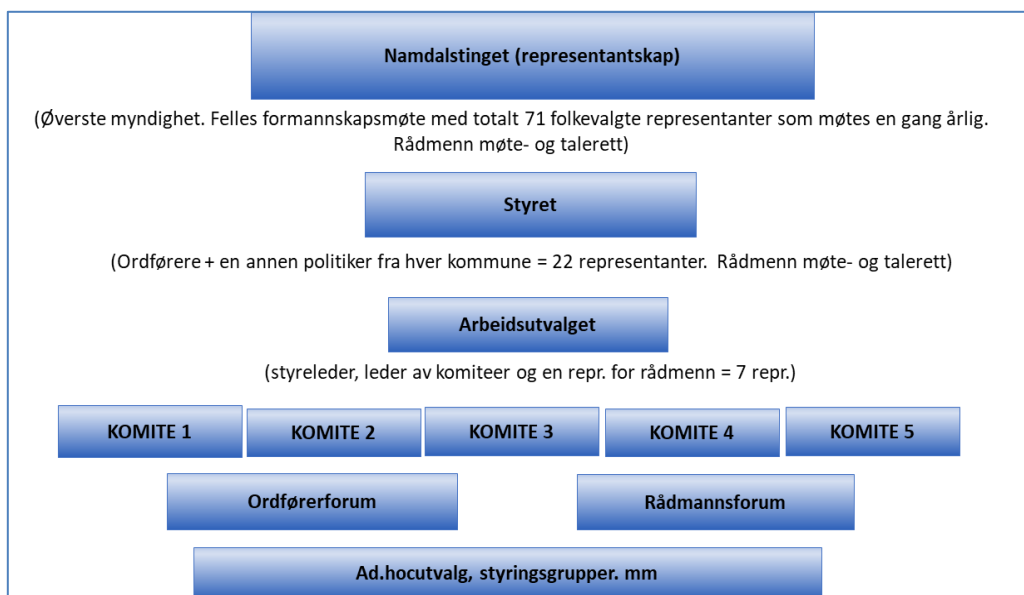 Namdalstinget (representantskap)
(Øverste myndighet. Felles formannskapsmøte med totalt 71 folkevalgte representanter som møtes en gang årlig.
Rådmenn møte- og talerett)
Styret
(Ordførere + en annen politiker fra hver kommune = 22 representanter.  Rådmenn møte- og talerett)
Arbeidsutvalget
(styreleder, leder av komiteer og en repr. for rådmenn = 7 repr.)
KOMITE 1
KOMITE 2
KOMITE 3
KOMITE 4
KOMITE 5
Ordførerforum
Rådmannsforum
Ad.hocutvalg, styringsgrupper. mm